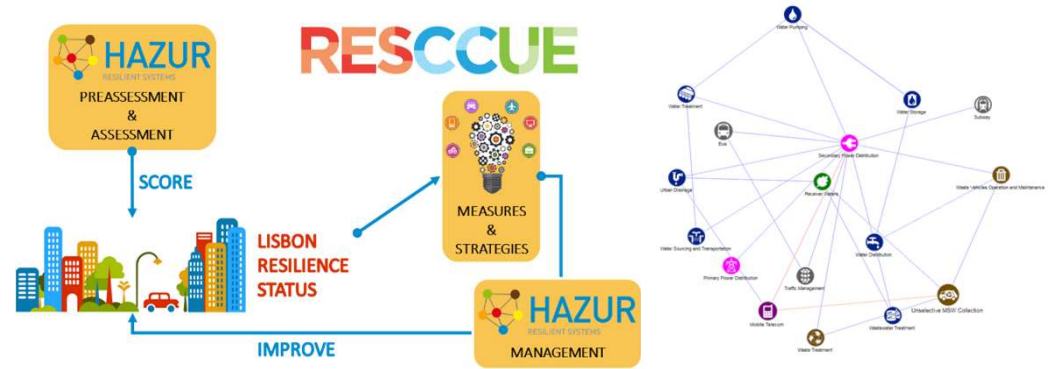 HAZUR
RESILIENT SYSTEMS
PREASSESSMENT
&
ASSESSMENT
RESCCUE
SCORE
LISBON
RESILIENCE
STATUS
MEASURES
&
STRATEGIES
HAZUR
RESILIENT SYSTEMS
MANAGEMENT
IMPROVE
Water Pumping
Water Treatment
Water Storage
Subway
Bus
Secondary Power Distribution
Urban Drainage
Receiver Waters
Waste Vehicles Operation and Maintenance
Water Sourcing and Transportation
Water Distribution
Primary Power Distribution
Traffic Management
Mobile Telecom
Unselective MSW Collection
Wastewater Treatment
Waste Treatment